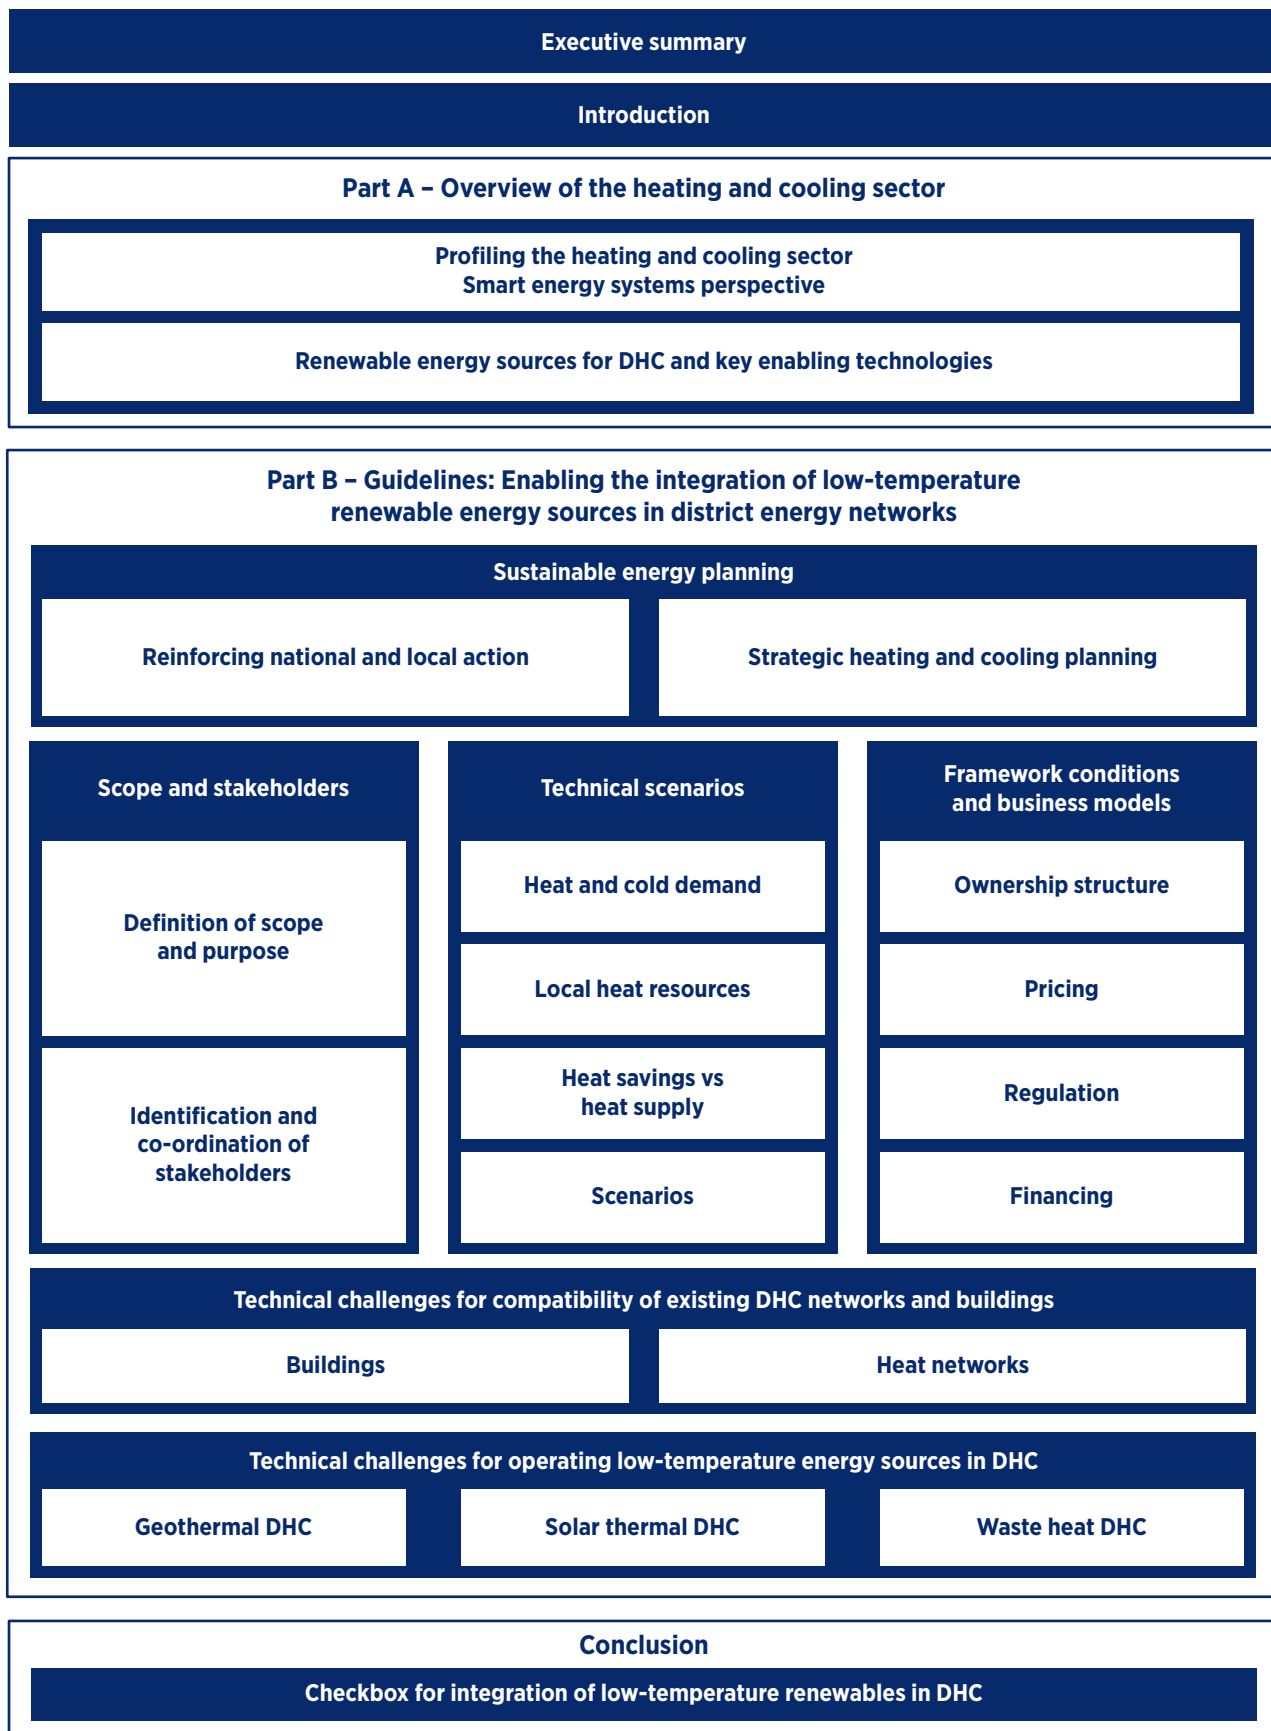 Executive summary
Introduction
Part A – Overview of the heating and cooling sector
Profiling the heating and cooling sector
Smart energy systems perspective
Renewable energy sources for DHC and key enabling technologies
Part B – Guidelines: Enabling the integration of low-temperature
renewable energy sources in district energy networks
Sustainable energy planning
Reinforcing national and local action
Strategic heating and cooling planning
Scope and stakeholders
Definition of scope
and purpose
Identification and
co-ordination of
stakeholders
Technical scenarios
Heat and cold demand
Local heat resources
Heat savings vs
heat supply
Scenarios
Framework conditions
and business models
Ownership structure
Pricing
Regulation
Financing
Technical challenges for compatibility of existing DHC networks and buildings
Buildings
Heat networks
Technical challenges for operating low-temperature energy sources in DHC
Geothermal DHC
Solar thermal DHC
Waste heat DHC
Conclusion
Checkbox for integration of low-temperature renewables in DHC